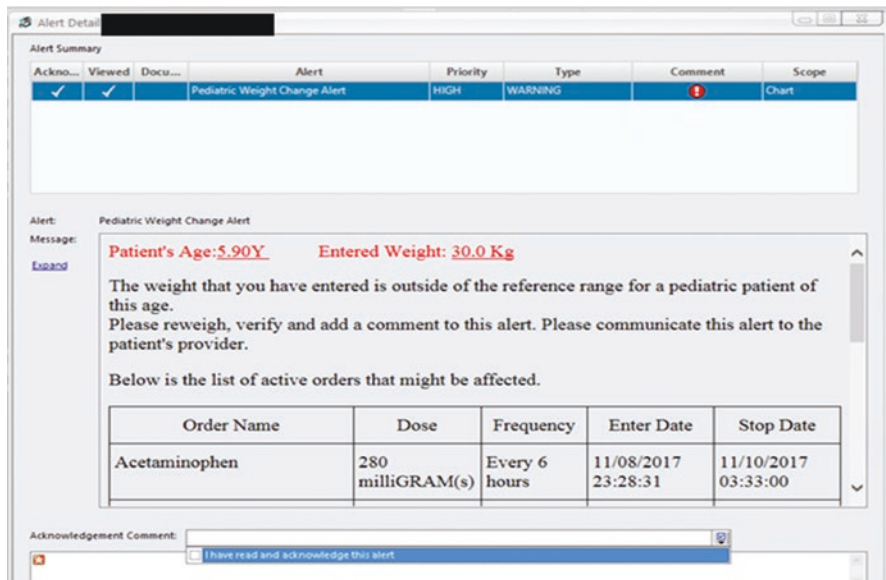 Alert Detail
Alert Summary
Ackno... Viewed Docu... Alert Priority Type Comment Scope
Pediatric Weight Change Alert HIGH WARNING Chart
Alert: Pediatric Weight Change Alert
Message:
Expand
Patient's Age:5.90Y Entered Weight: 30.0 Kg
The weight that you have entered is outside of the reference range for a pediatric patient of
this age.
Please reweigh, verify and add a comment to this alert. Please communicate this alert to the
patient's provider.
Below is the list of active orders that might be affected.
Order Name Dose Frequency Enter Date Stop Date
Acetaminophen 280 Every 6 11/08/2017 11/10/2017
milliGRAM(s) hours 23:28:31 03:33:00
Acknowledgement Comment:
I have read and acknowledge this alert